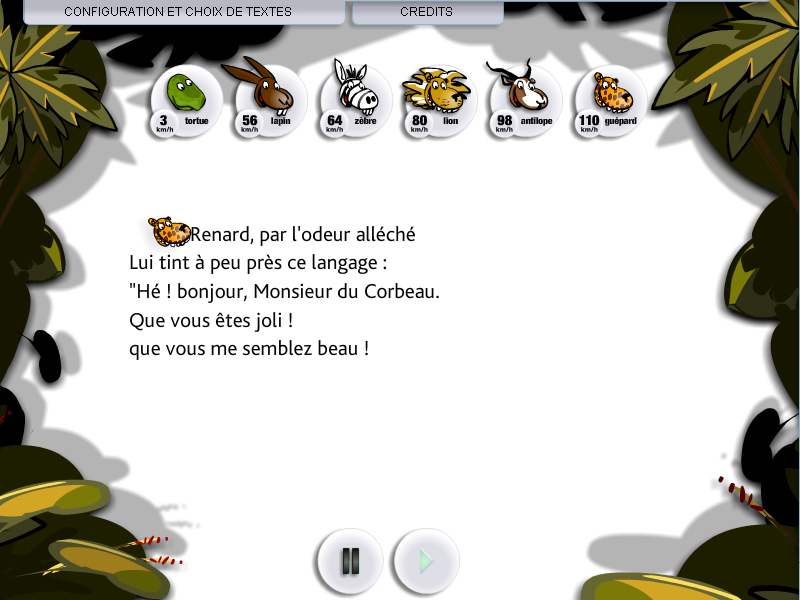 CONFIGURATION ET CHOIX DE TEXTES
CREDITS
3 km/h tortue
56 km/h lapin
64 km/h zèbre
80 km/h lion
98 km/h antilope
110 km/h guépard
Renard, par l'odeur alléché
Lui tint à peu près ce langage :
"Hé ! bonjour, Monsieur du Corbeau.
Que vous êtes joli !
que vous me semblez beau !